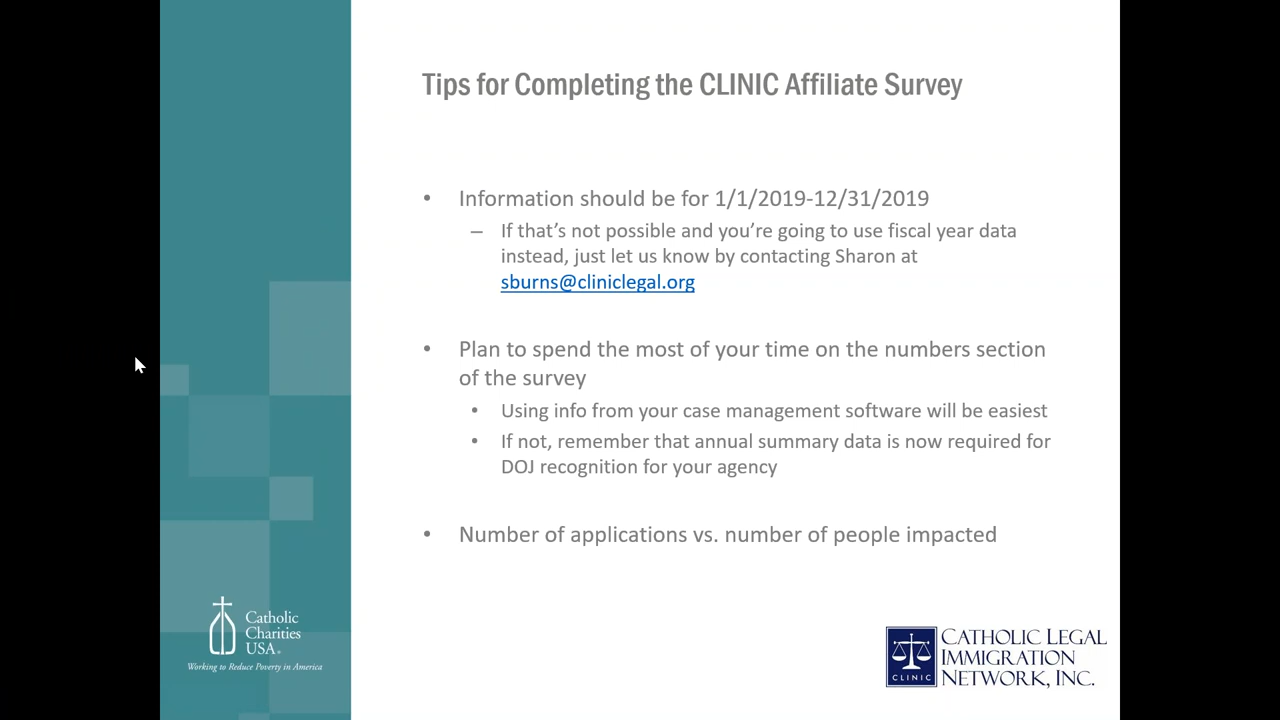 Tips for Completing the CLINIC Affiliate Survey
• Information should be for 1/1/2019-12/31/2019
– If that's not possible and you're going to use fiscal year data
instead, just let us know by contacting Sharon at
sburns@cliniclegal.org
• Plan to spend the most of your time on the numbers section
of the survey
• Using info from your case management software will be easiest
• If not, remember that annual summary data is now required for
DOJ recognition for your agency
• Number of applications vs. number of people impacted
Catholic
Charities
USA®
Working to Reduce Poverty in America
CLINIC
CATHOLIC LEGAL
IMMIGRATION
NETWORK, INC.